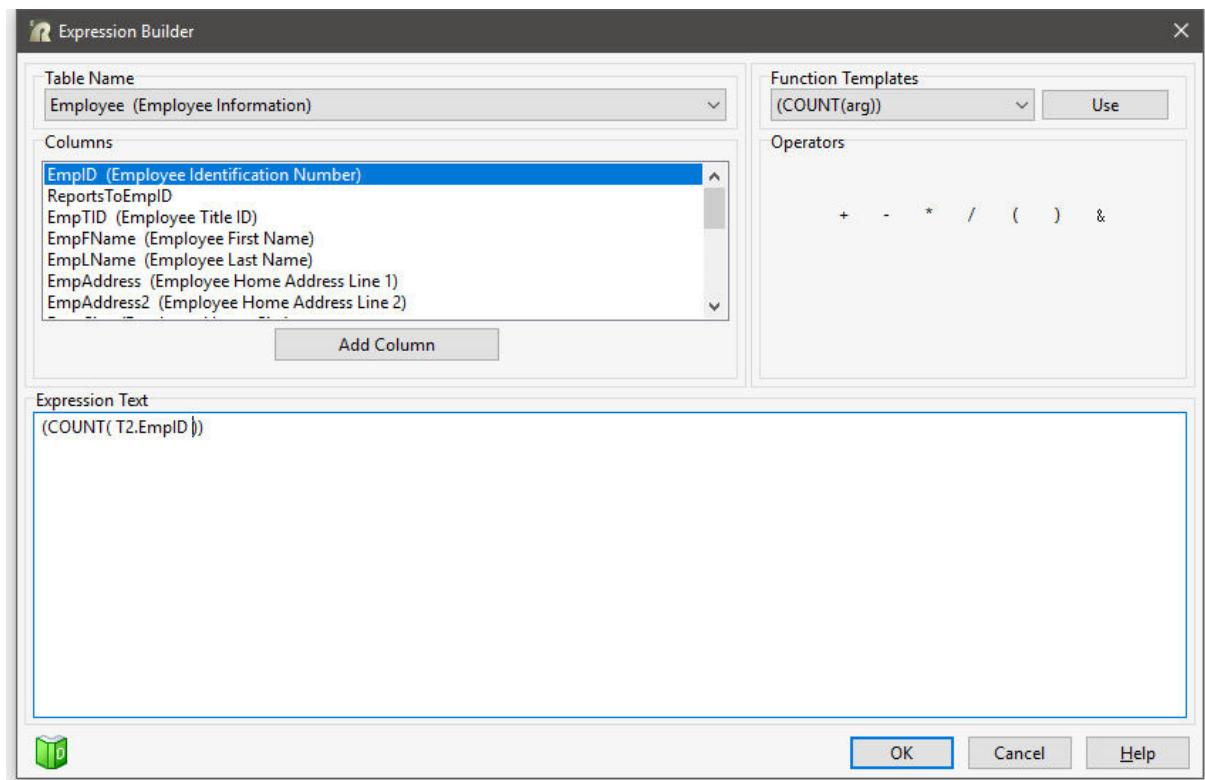 Expression Builder
Table Name
Employee (Employee Information)
Function Templates
(COUNT(arg))
Use
Columns
EmpID (Employee Identification Number)
ReportsToEmpID
EmpTID (Employee Title ID)
EmpFName (Employee First Name)
EmpLName (Employee Last Name)
EmpAddress (Employee Home Address Line 1)
EmpAddress2 (Employee Home Address Line 2)
Add Column
Operators
+ - * / ( ) &
Expression Text
(COUNT( T2.EmpID ))
OK
Cancel
Help